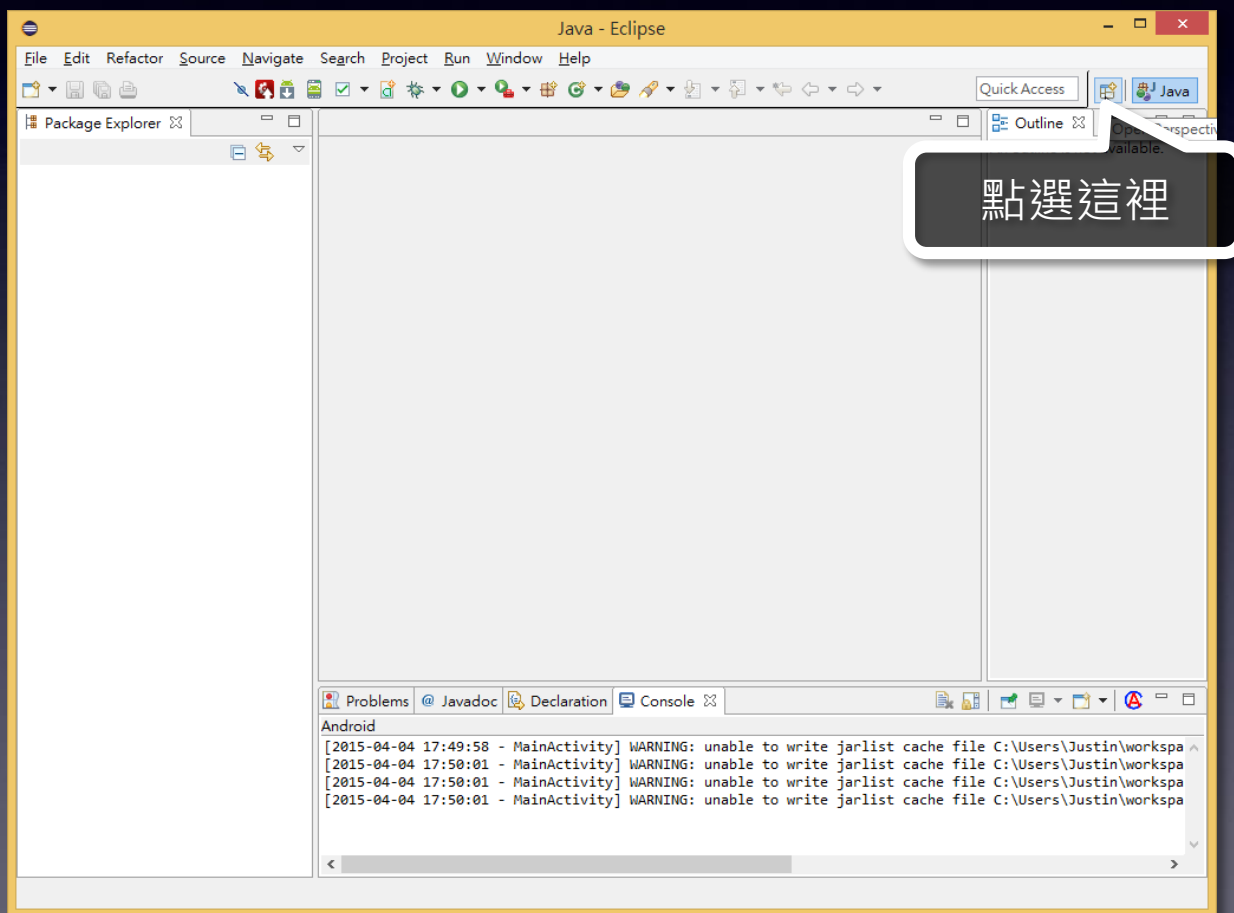 Java - Eclipse
File Edit Refactor Source Navigate Search Project Run Window Help
Quick Access
Java
Package Explorer
Outline
Open Perspectiv
available.
點選這裡
Problems @ Javadoc Declaration Console
Android
[2015-04-04 17:49:58 - MainActivity] WARNING: unable to write jarlist cache file C:\Users\Justin\workspa
[2015-04-04 17:50:01 - MainActivity] WARNING: unable to write jarlist cache file C:\Users\Justin\workspa
[2015-04-04 17:50:01 - MainActivity] WARNING: unable to write jarlist cache file C:\Users\Justin\workspa
[2015-04-04 17:50:01 - MainActivity] WARNING: unable to write jarlist cache file C:\Users\Justin\workspa